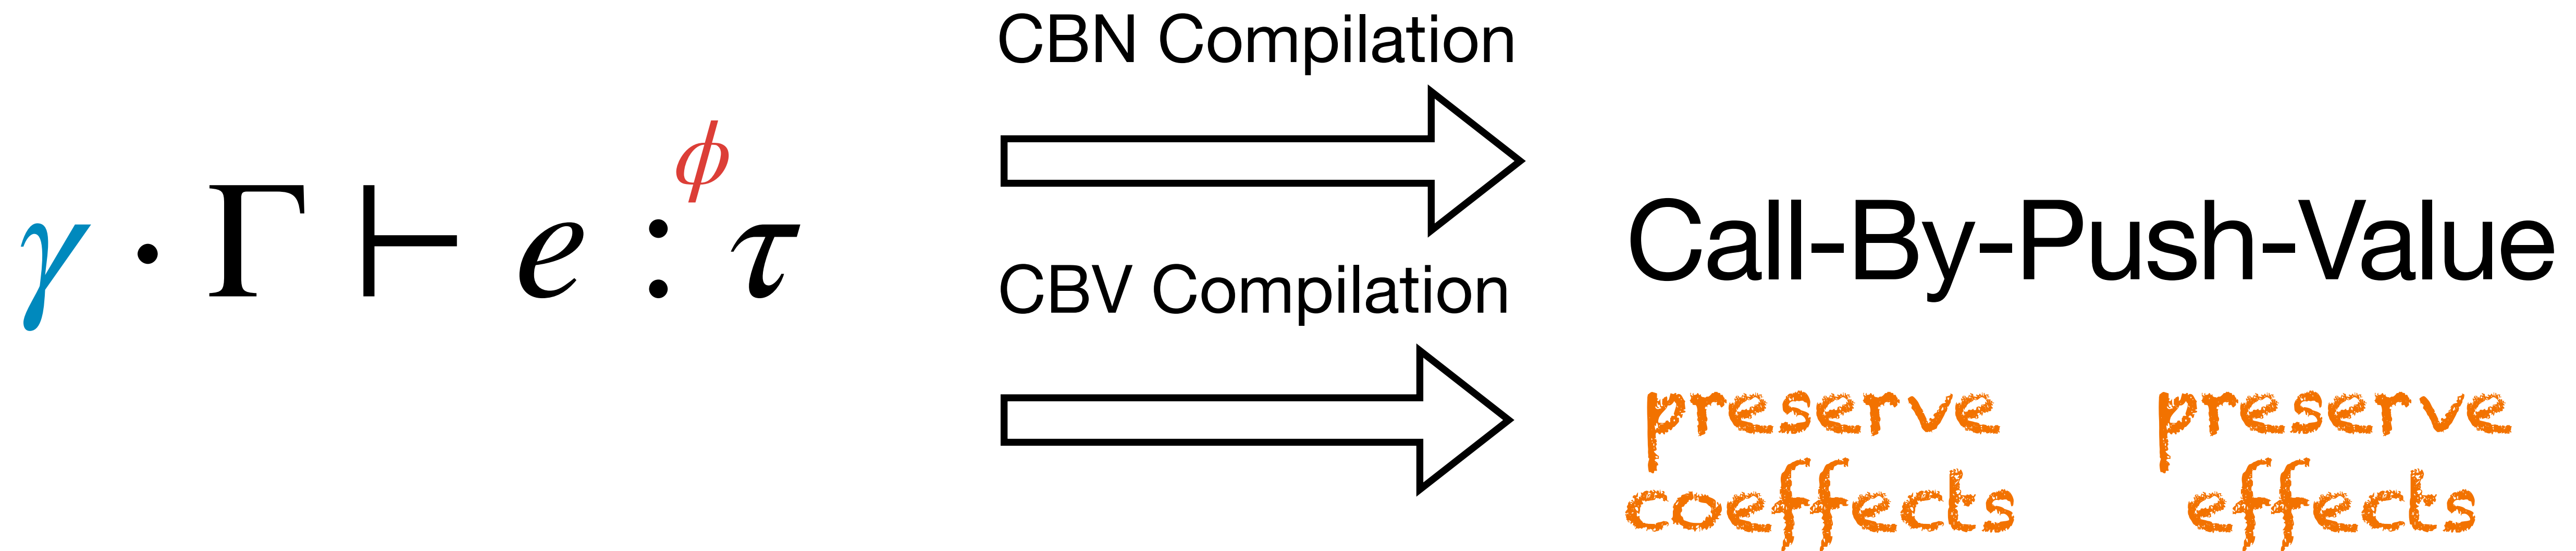 γ · Γ ⊢ e :^ϕ τ
CBN Compilation
CBV Compilation
Call-By-Push-Value
preserve coeffects
preserve effects